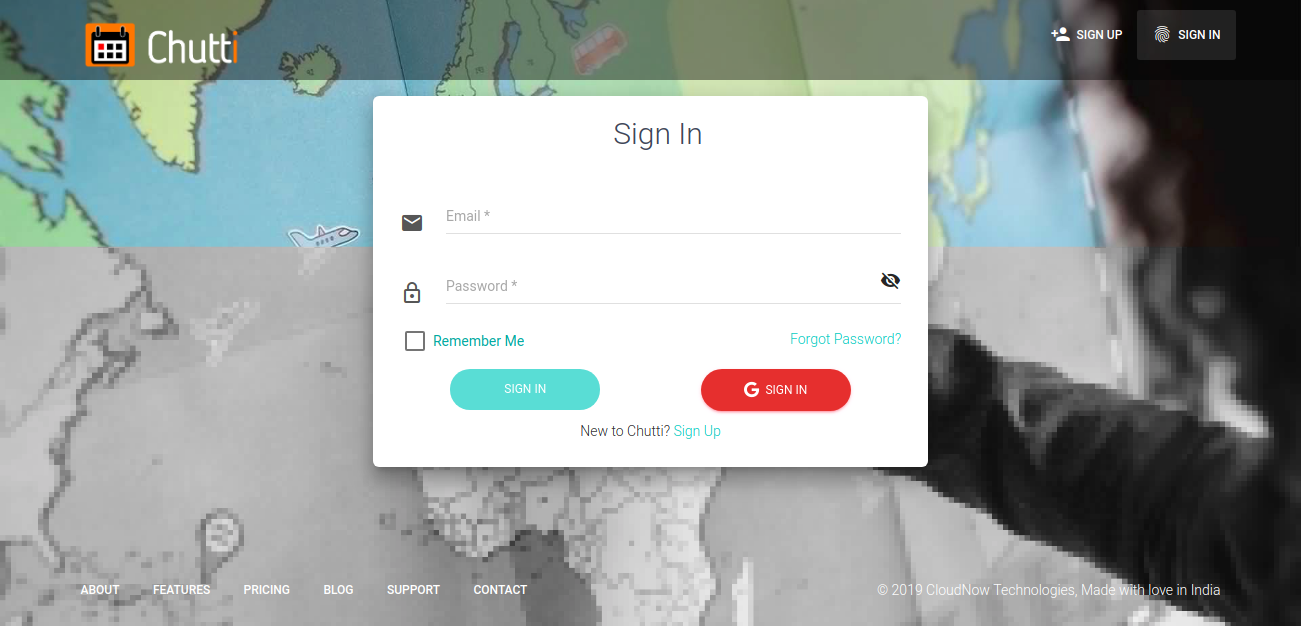 Chutti
SIGN UP
SIGN IN
Sign In
Email *
Password *
Remember Me
Forgot Password?
SIGN IN
G SIGN IN
New to Chutti? Sign Up
ABOUT
FEATURES
PRICING
BLOG
SUPPORT
CONTACT
© 2019 CloudNow Technologies, Made with love in India